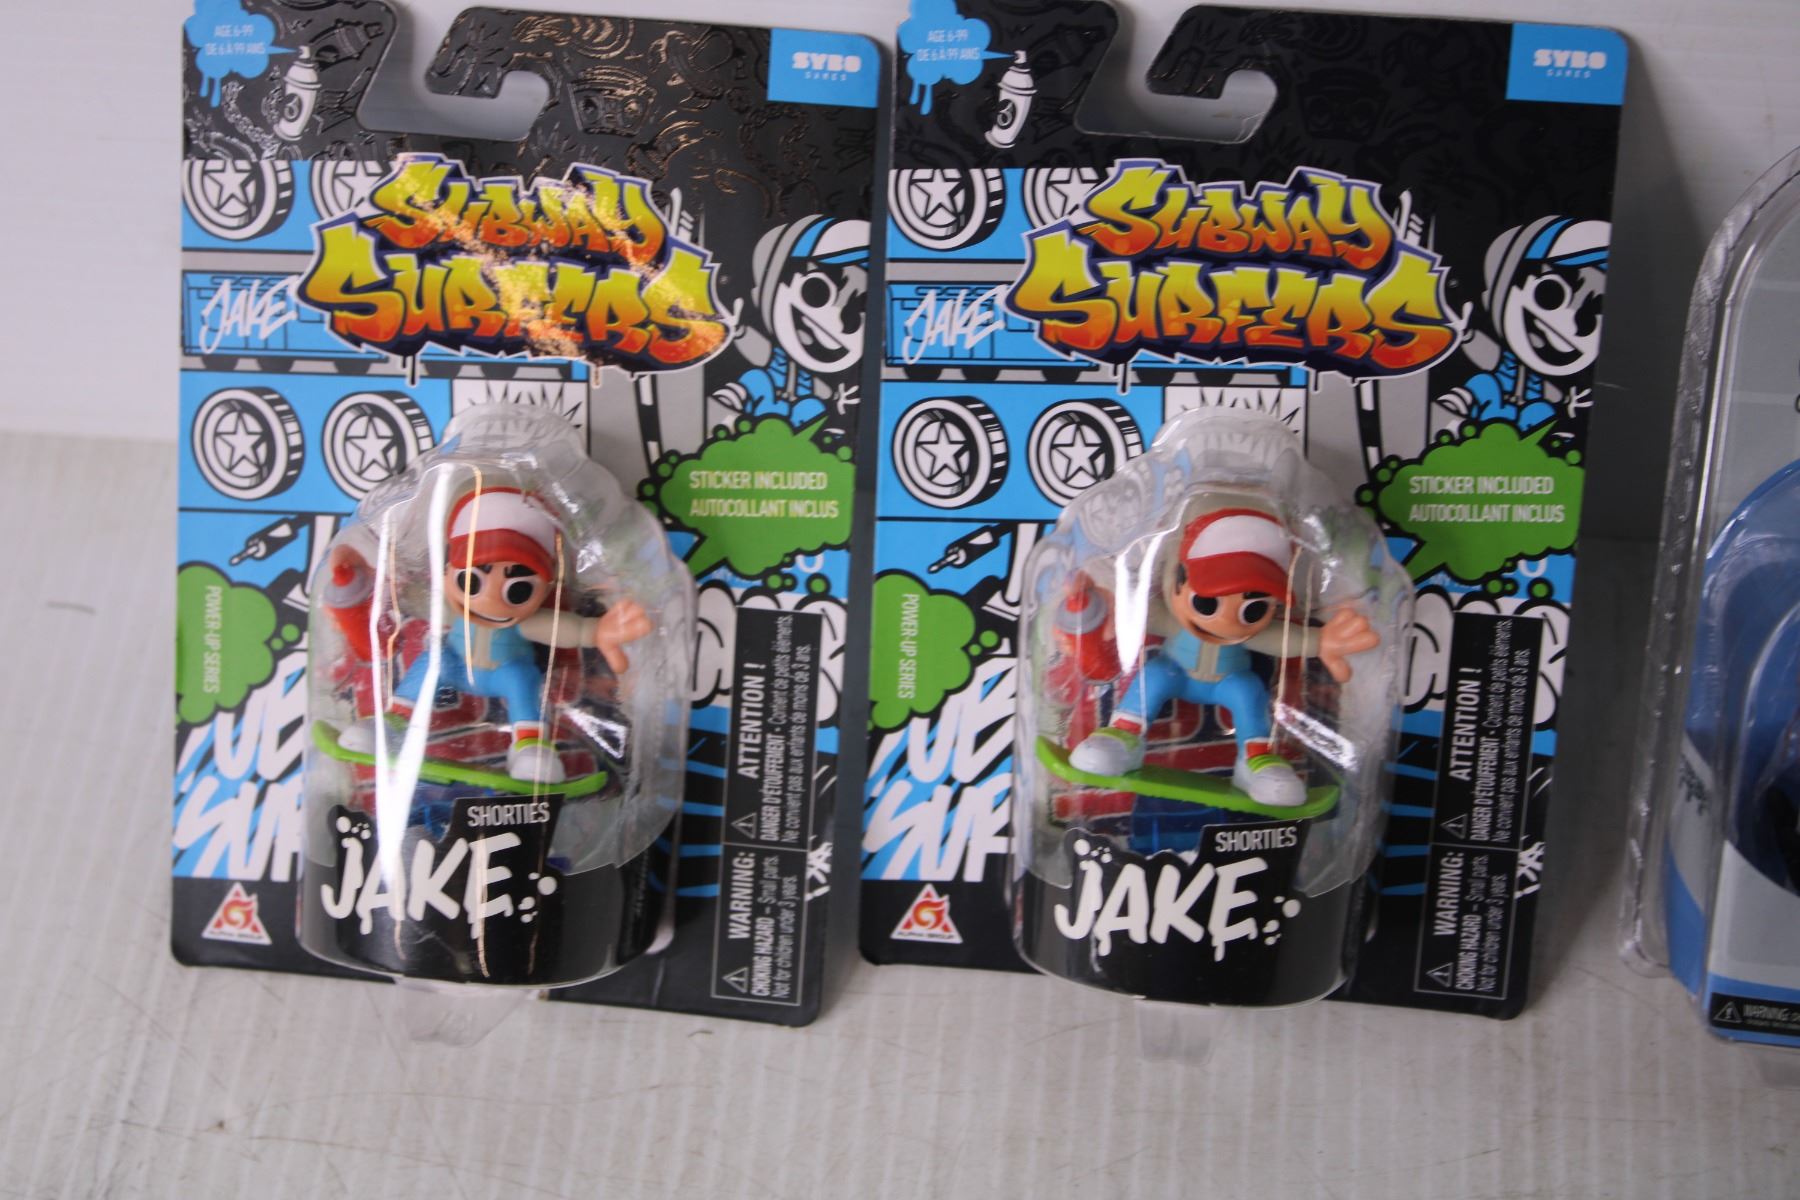 AGE 6-99
DE 6 À 99 ANS
SYBO
GAMES
SUBWAY
SURFERS
JAKE
STICKER INCLUDED
AUTOCOLLANT INCLUS
POWER-UP SERIES
SHORTIES
JAKE
ALPHA GROUP
WARNING:
CHOKING HAZARD – Small parts.
Not for children under 3 years.
ATTENTION !
DANGER D'ÉTOUFFEMENT - Contient de petits éléments.
Ne convient pas aux enfants de moins de 3 ans.
AGE 6-99
DE 6 À 99 ANS
SYBO
GAMES
SUBWAY
SURFERS
JAKE
STICKER INCLUDED
AUTOCOLLANT INCLUS
POWER-UP SERIES
SHORTIES
JAKE
ALPHA GROUP
WARNING:
CHOKING HAZARD – Small parts.
Not for children under 3 years.
ATTENTION !
DANGER D'ÉTOUFFEMENT - Contient de petits éléments.
Ne convient pas aux enfants de moins de 3 ans.
WARNING: